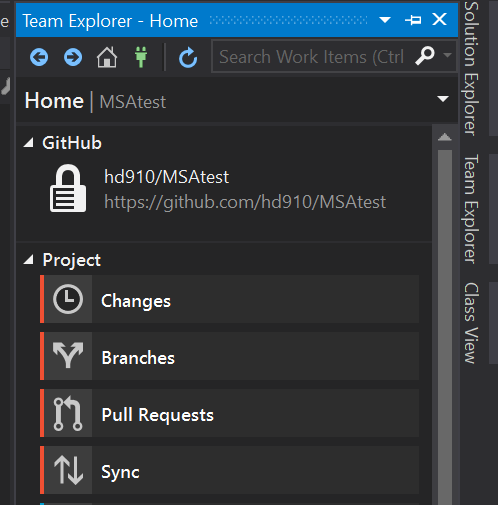 Team Explorer - Home
Search Work Items (Ctrl
Home | MSAtest
GitHub
hd910/MSAtest
https://github.com/hd910/MSAtest
Project
Changes
Branches
Pull Requests
Sync
Solution Explorer
Team Explorer
Class View